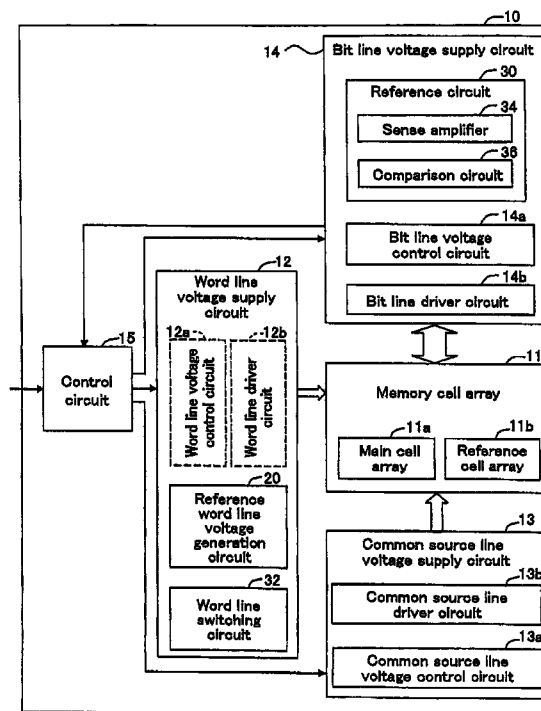 10
14
Bit line voltage supply circuit
30
Reference circuit
34
Sense amplifier
36
Comparison circuit
14a
Bit line voltage
control circuit
14b
Bit line driver circuit
12
Word line
voltage supply
circuit
12a
12b
Word line voltage
control circuit
Word line driver
circuit
20
Reference
word line
voltage
generation
circuit
32
Word line
switching
circuit
15
Control
circuit
11
Memory cell array
11a
Main cell
array
11b
Reference
cell array
13
Common source line
voltage supply circuit
13b
Common source line
driver circuit
13a
Common source line
voltage control circuit